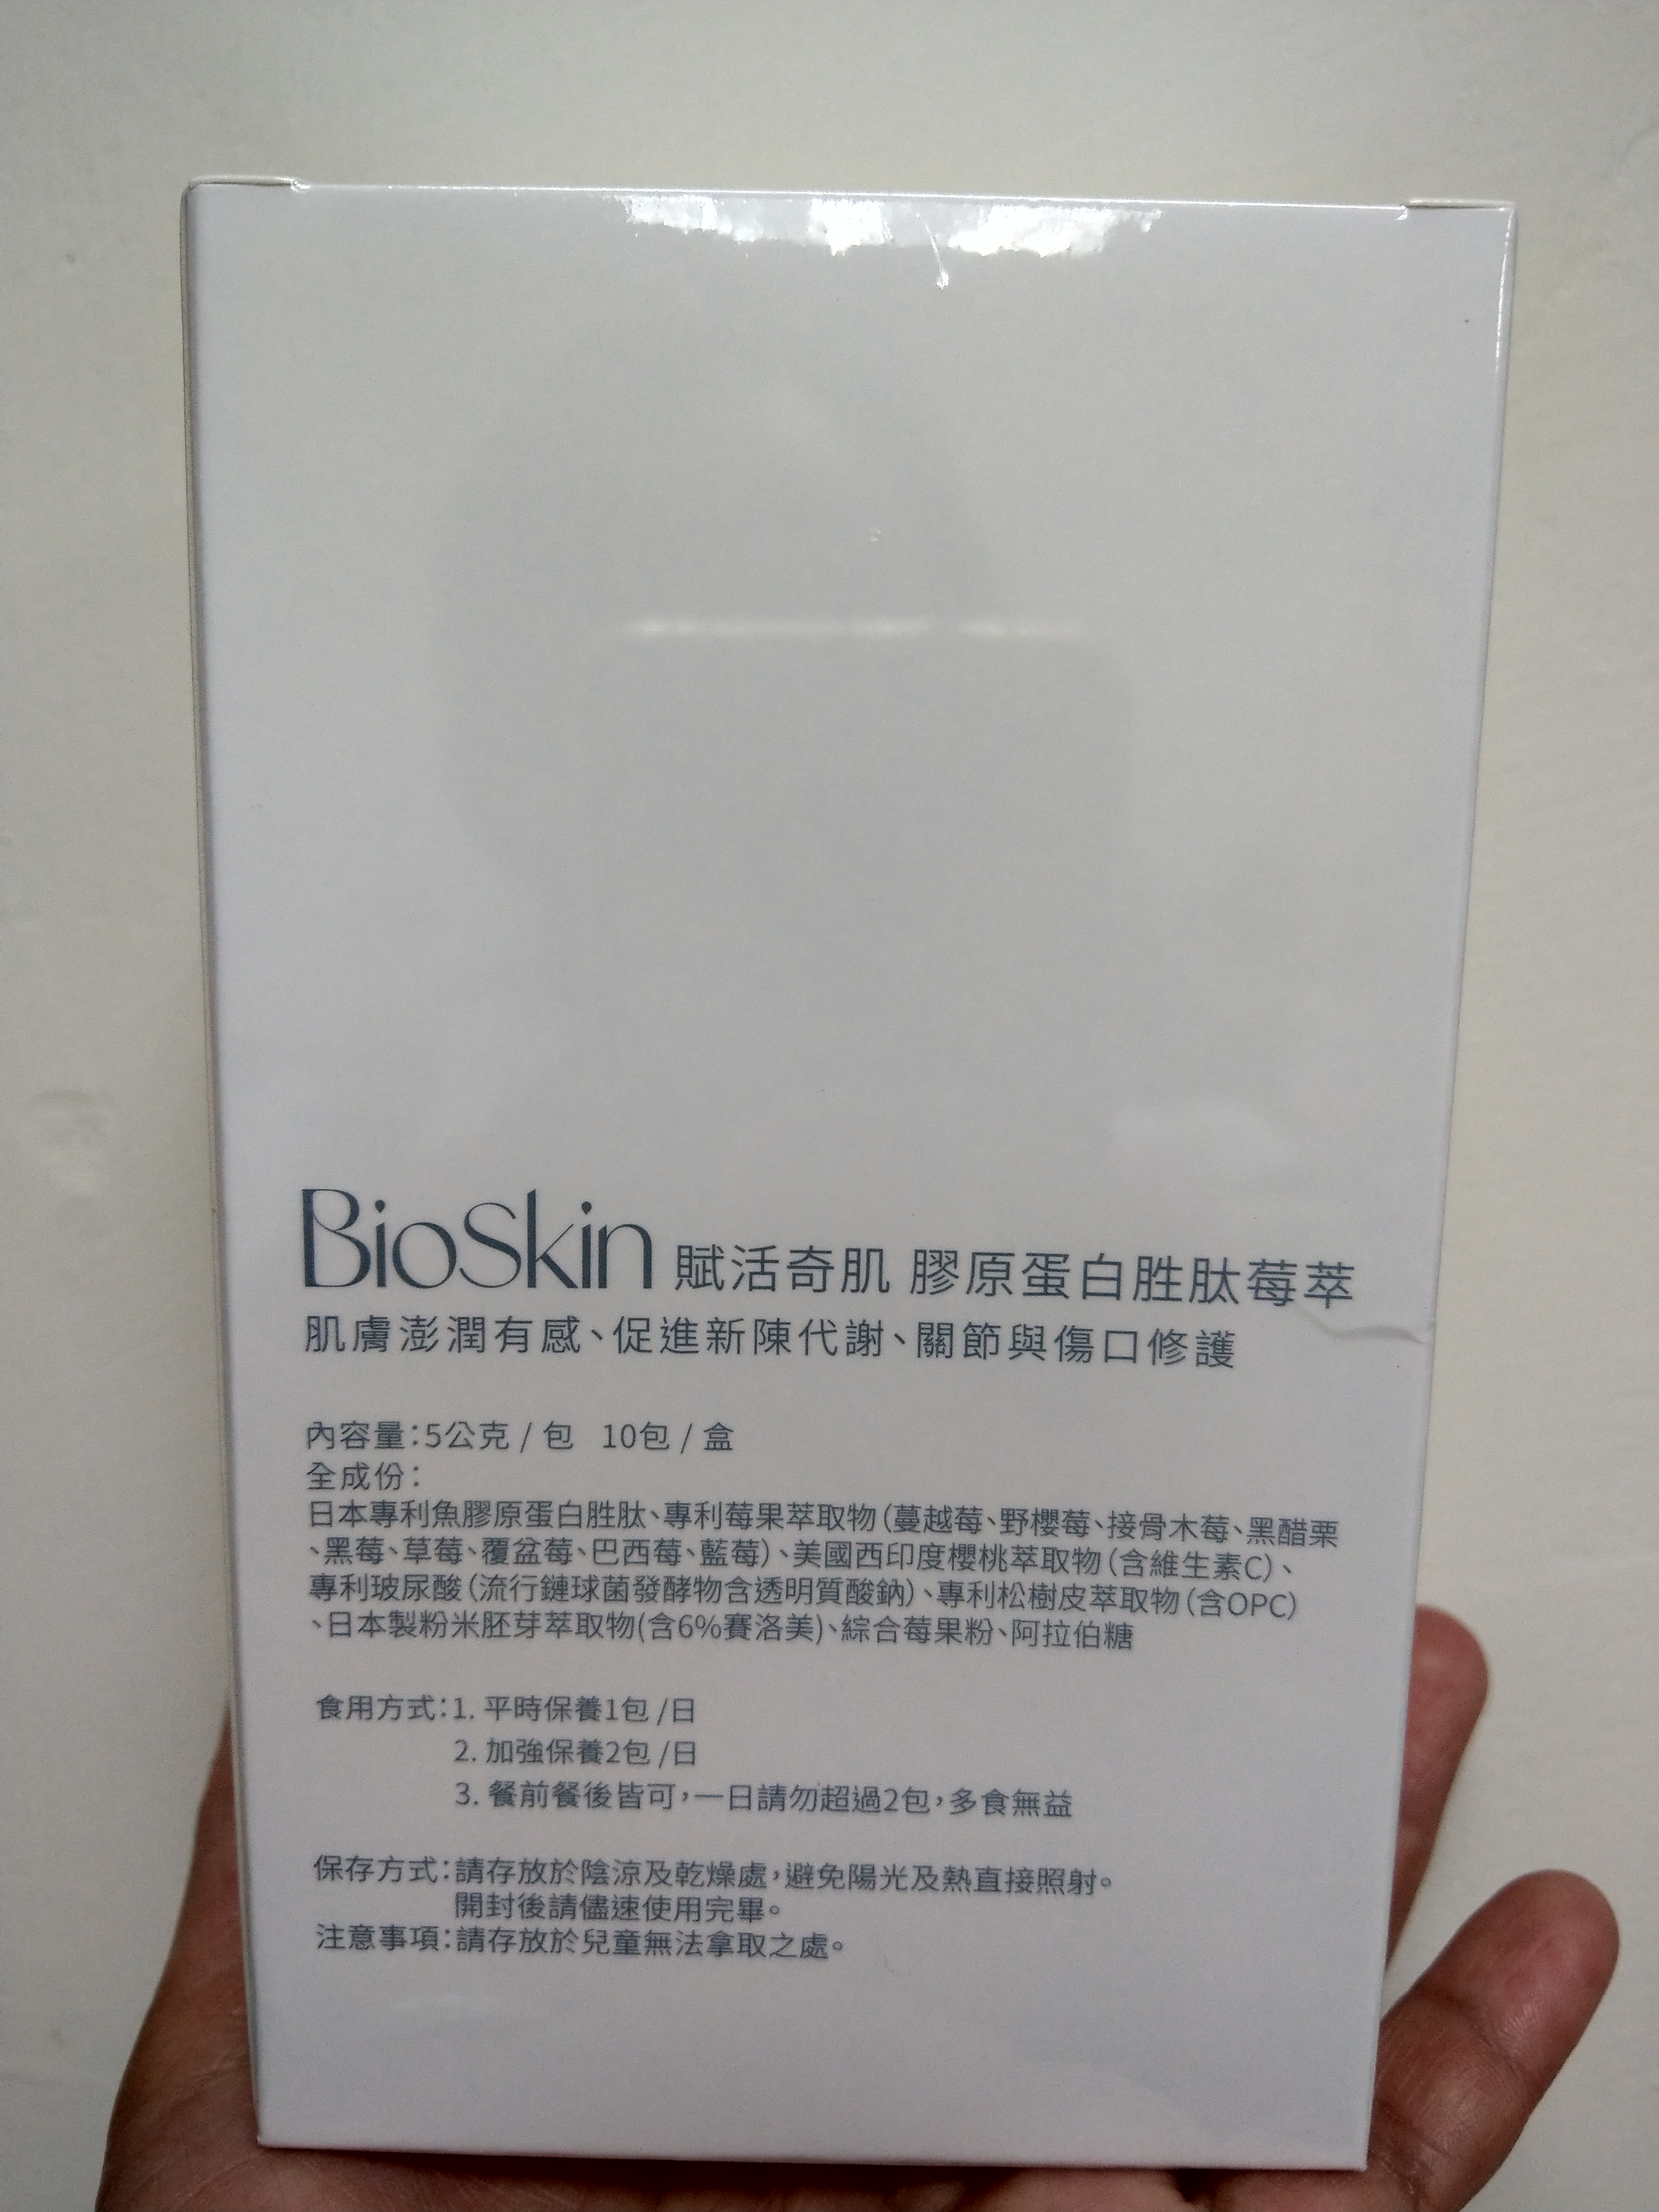 BioSkin 賦活奇肌 膠原蛋白胜肽莓萃
肌膚澎潤有感、促進新陳代謝、關節與傷口修護
內容量：5公克 / 包 10包 / 盒
全成份：
日本專利魚膠原蛋白胜肽、專利莓果萃取物（蔓越莓、野櫻莓、接骨木莓、黑醋栗
、黑莓、草莓、覆盆莓、巴西莓、藍莓）、美國西印度櫻桃萃取物（含維生素C）、
專利玻尿酸（流行鏈球菌發酵物含透明質酸鈉）、專利松樹皮萃取物（含OPC）
、日本製粉米胚芽萃取物(含6%賽洛美)、綜合莓果粉、阿拉伯糖
食用方式：1. 平時保養1包 /日
2. 加強保養2包 /日
3. 餐前餐後皆可，一日請勿超過2包，多食無益
保存方式：請存放於陰涼及乾燥處，避免陽光及熱直接照射。
開封後請儘速使用完畢。
注意事項：請存放於兒童無法拿取之處。